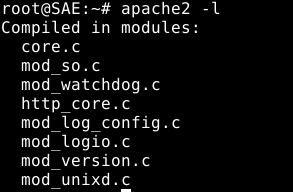 root@SAE:~# apache2 -l
Compiled in modules:
  core.c
  mod_so.c
  mod_watchdog.c
  http_core.c
  mod_log_config.c
  mod_logio.c
  mod_version.c
  mod_unixd.c